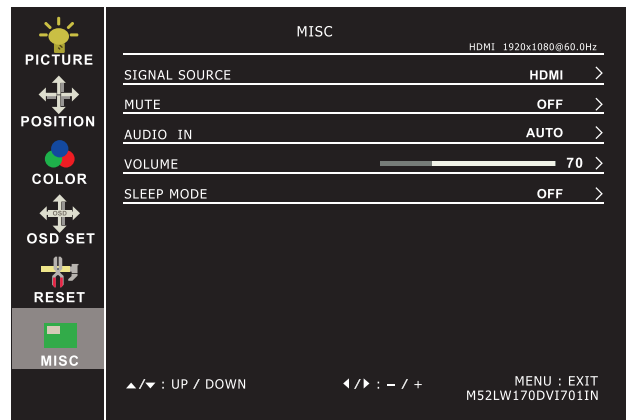 MISC
HDMI 1920x1080@60.0Hz
PICTURE
POSITION
COLOR
OSD
OSD SET
RESET
MISC
SIGNAL SOURCE HDMI
MUTE OFF
AUDIO IN AUTO
VOLUME 70
SLEEP MODE OFF
▲/▼ : UP / DOWN ◀/▶ : – / + MENU : EXIT
M52LW170DVI701IN